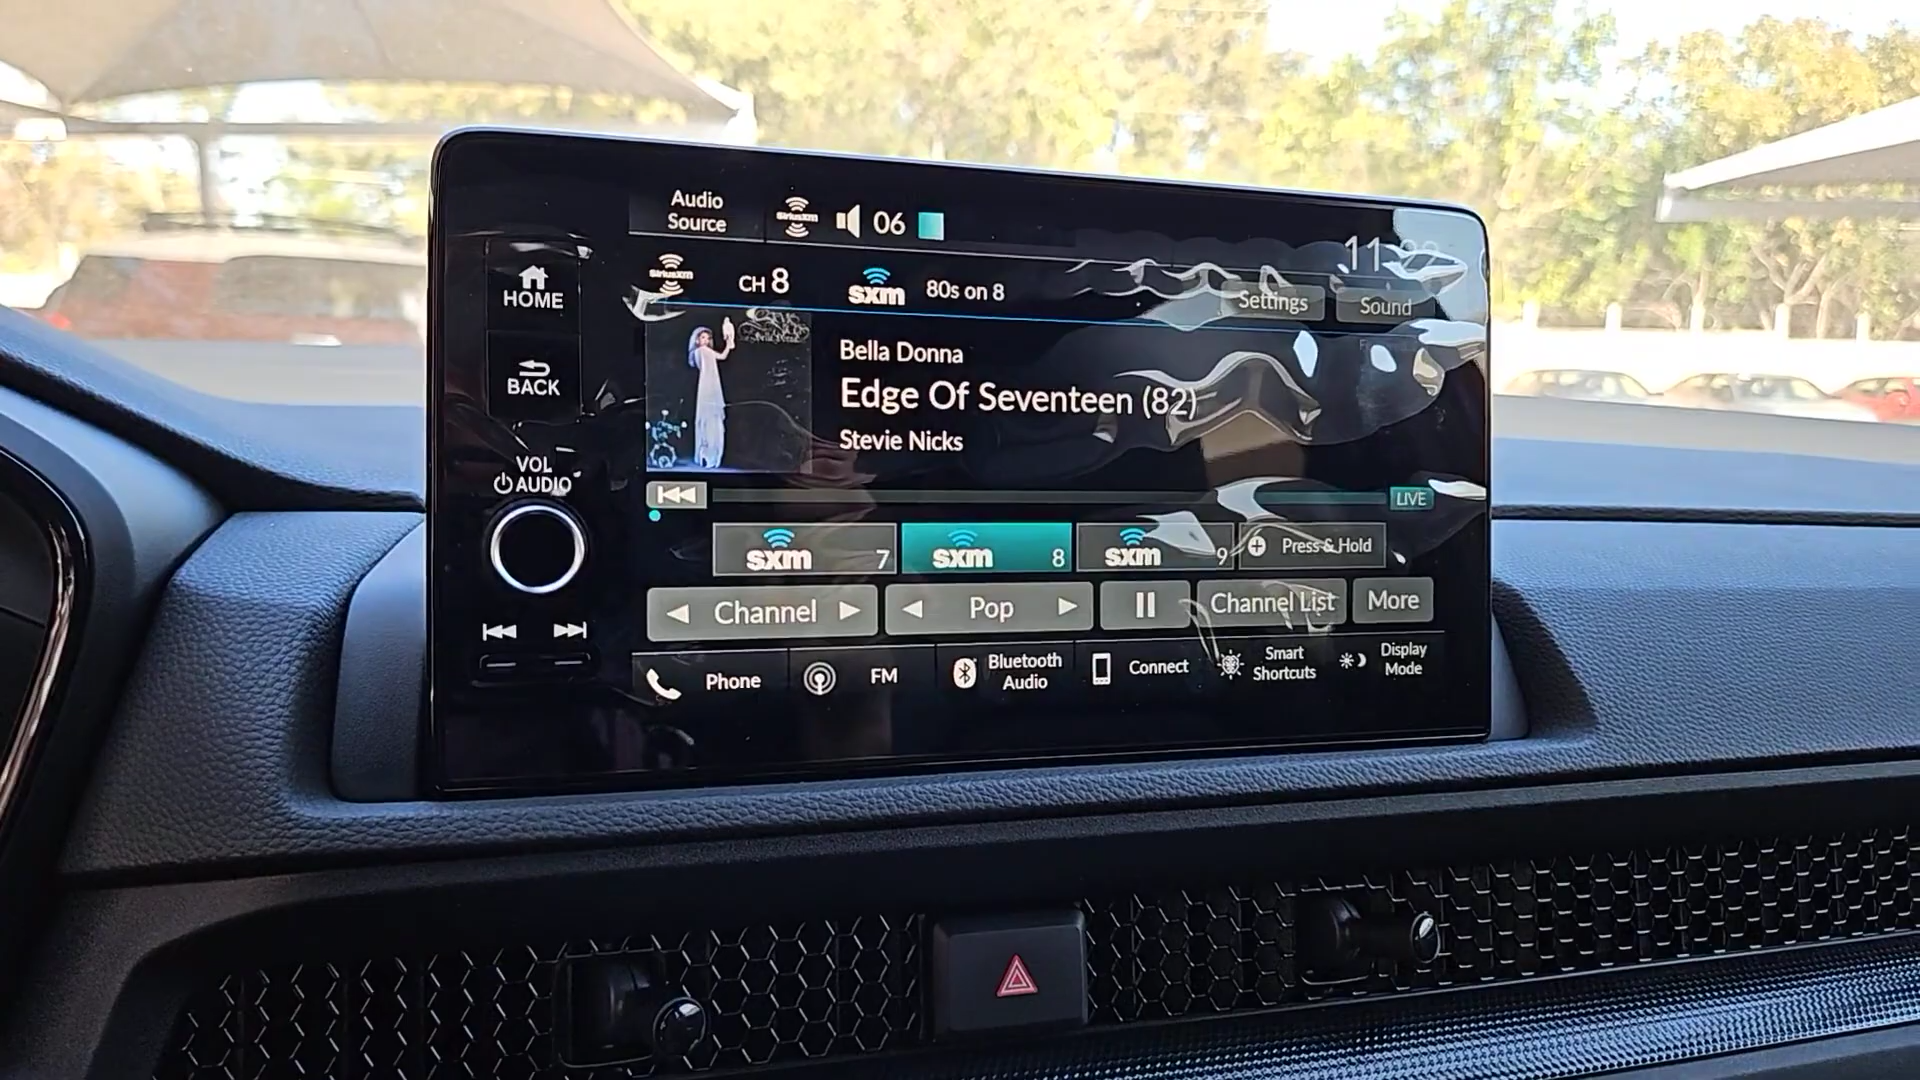 Audio
Source
SiriusXM
06
HOME
BACK
VOL
AUDIO
SiriusXM
CH 8
sxm
80s on 8
Settings
Sound
Bella Donna
Edge Of Seventeen (82)
Stevie Nicks
LIVE
sxm 7
sxm 8
sxm 9
Press & Hold
Channel
Pop
Channel List
More
Phone
FM
Bluetooth
Audio
Connect
Smart
Shortcuts
Display
Mode